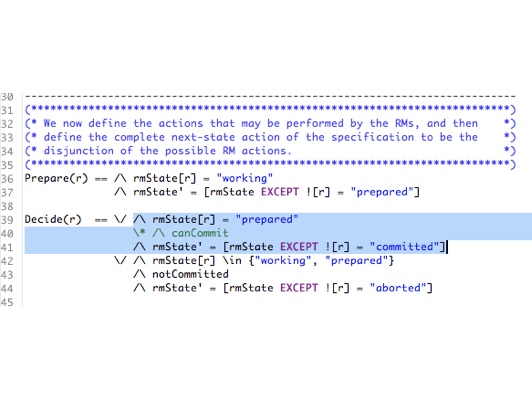 30 --------------------------------------------------------------------------------
31 (***************************************************************************)
32 (* We now define the actions that may be performed by the RMs, and then    *)
33 (* define the complete next-state action of the specification to be the    *)
34 (* disjunction of the possible RM actions.                                 *)
35 (***************************************************************************)
36 Prepare(r) == /\ rmState[r] = "working"
37               /\ rmState' = [rmState EXCEPT ![r] = "prepared"]
38
39 Decide(r)  == \/ /\ rmState[r] = "prepared"
40                  \* /\ canCommit
41                  /\ rmState' = [rmState EXCEPT ![r] = "committed"]
42               \/ /\ rmState[r] \in {"working", "prepared"}
43                  /\ notCommitted
44                  /\ rmState' = [rmState EXCEPT ![r] = "aborted"]
45